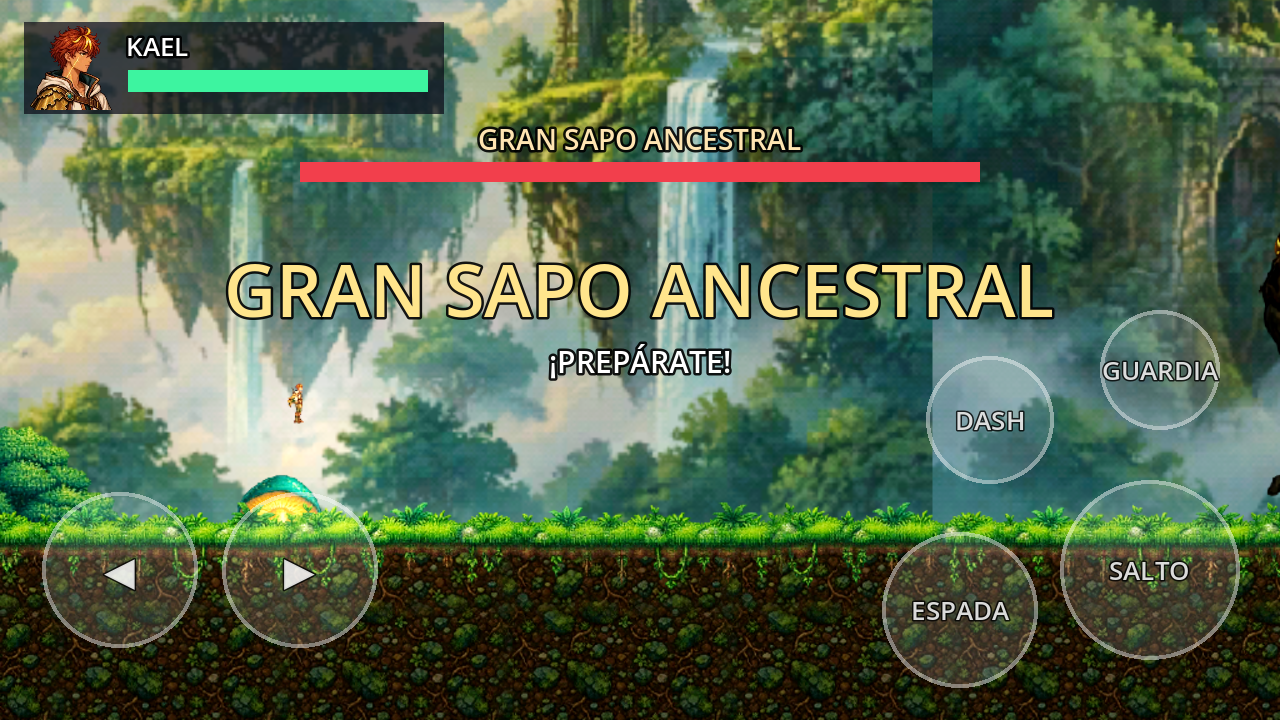 KAEL
GRAN SAPO ANCESTRAL
GRAN SAPO ANCESTRAL
¡PREPÁRATE!
GUARDIA
DASH
SALTO
ESPADA